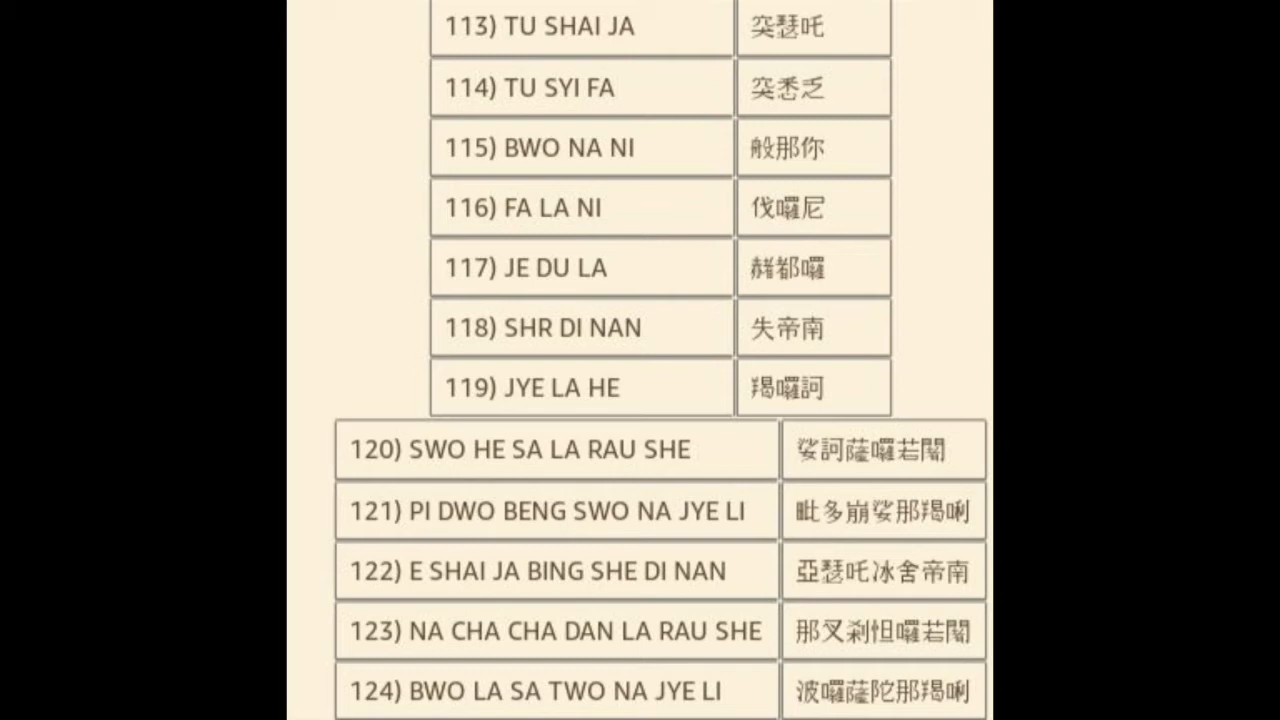 113) TU SHAI JA 突瑟吒
114) TU SYI FA 突悉乏
115) BWO NA NI 般那你
116) FA LA NI 伐囉尼
117) JE DU LA 赭都囉
118) SHR DI NAN 失帝南
119) JYE LA HE 羯囉訶
120) SWO HE SA LA RAU SHE 娑訶薩囉若闍
121) PI DWO BENG SWO NA JYE LI 毗多崩娑那羯唎
122) E SHAI JA BING SHE DI NAN 亞瑟吒冰舍帝南
123) NA CHA CHA DAN LA RAU SHE 那叉剎怛囉若闍
124) BWO LA SA TWO NA JYE LI 波囉薩陀那羯唎